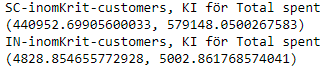 SC-inomKrit-customers, KI för Total spent
(440952.69905600033, 579148.0500267583)
IN-inomKrit-customers, KI för Total spent
(4828.854655772928, 5002.861768574041)